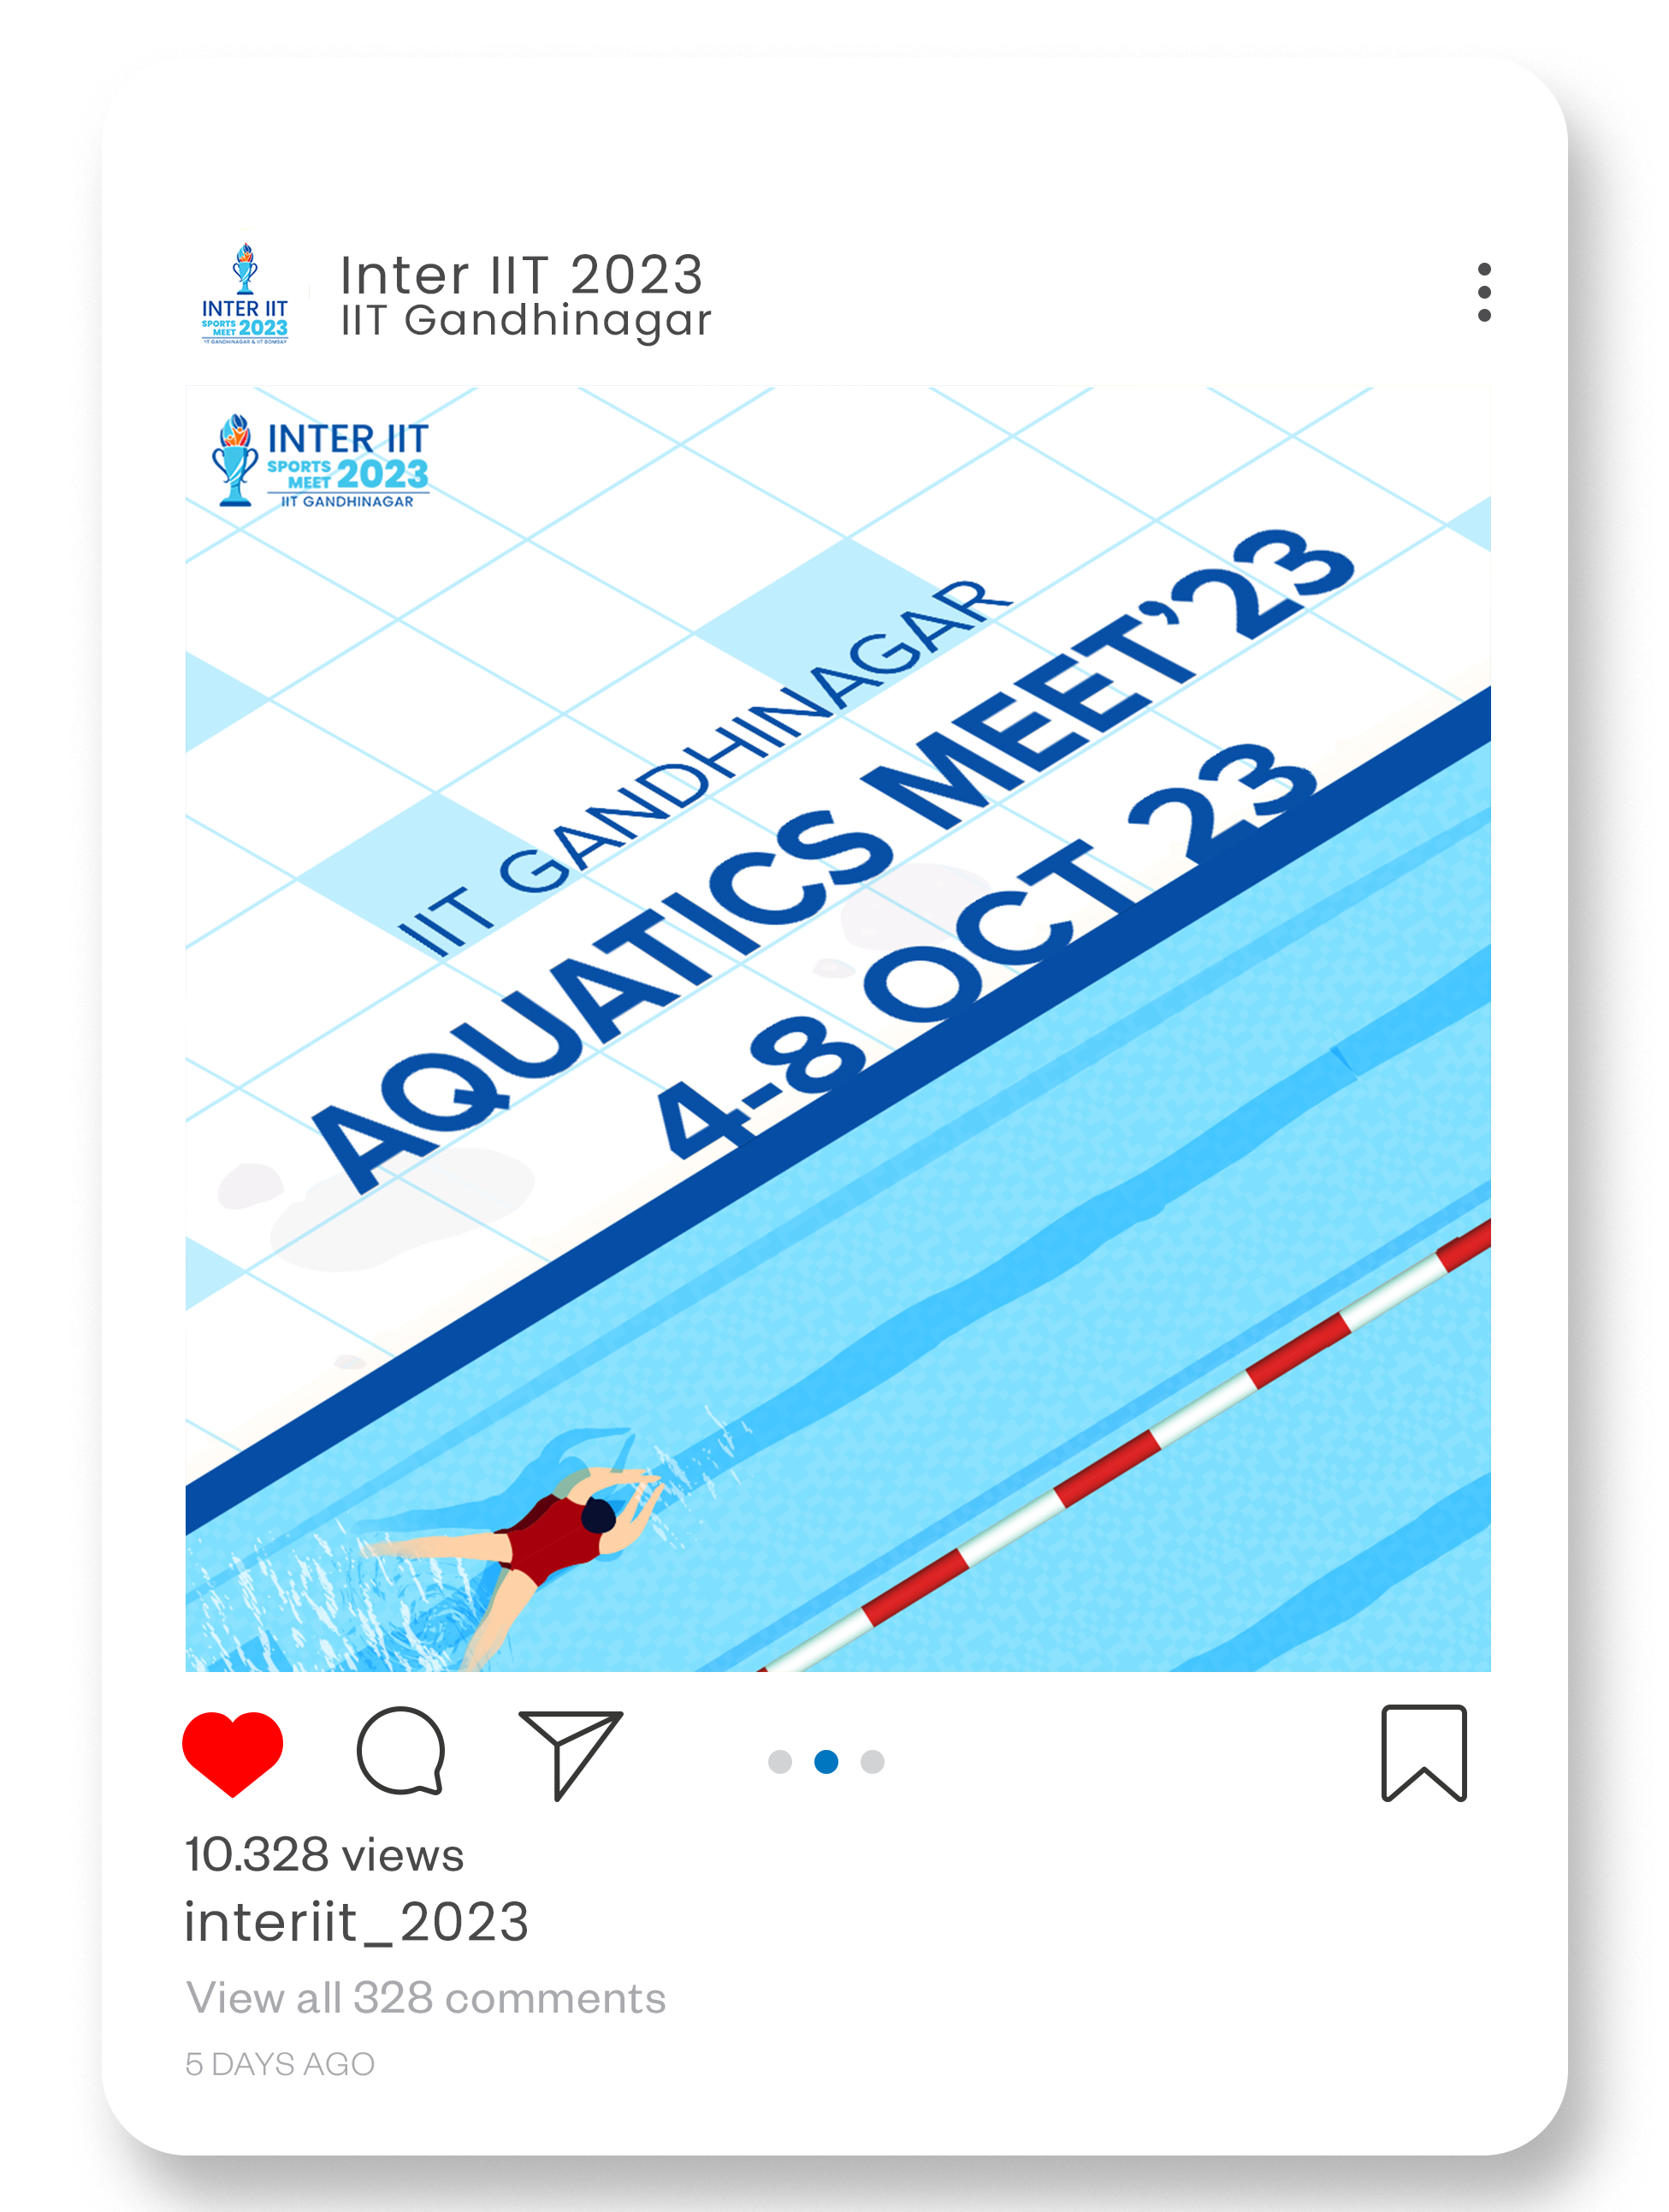 INTER IIT
SPORTS
MEET 2023
IIT GANDHINAGAR & IIT BOMBAY
Inter IIT 2023
IIT Gandhinagar
INTER IIT
SPORTS
MEET 2023
IIT GANDHINAGAR
IIT GANDHINAGAR
AQUATICS MEET’23
4-8 OCT 23
10.328 views
interiit_2023
View all 328 comments
5 DAYS AGO